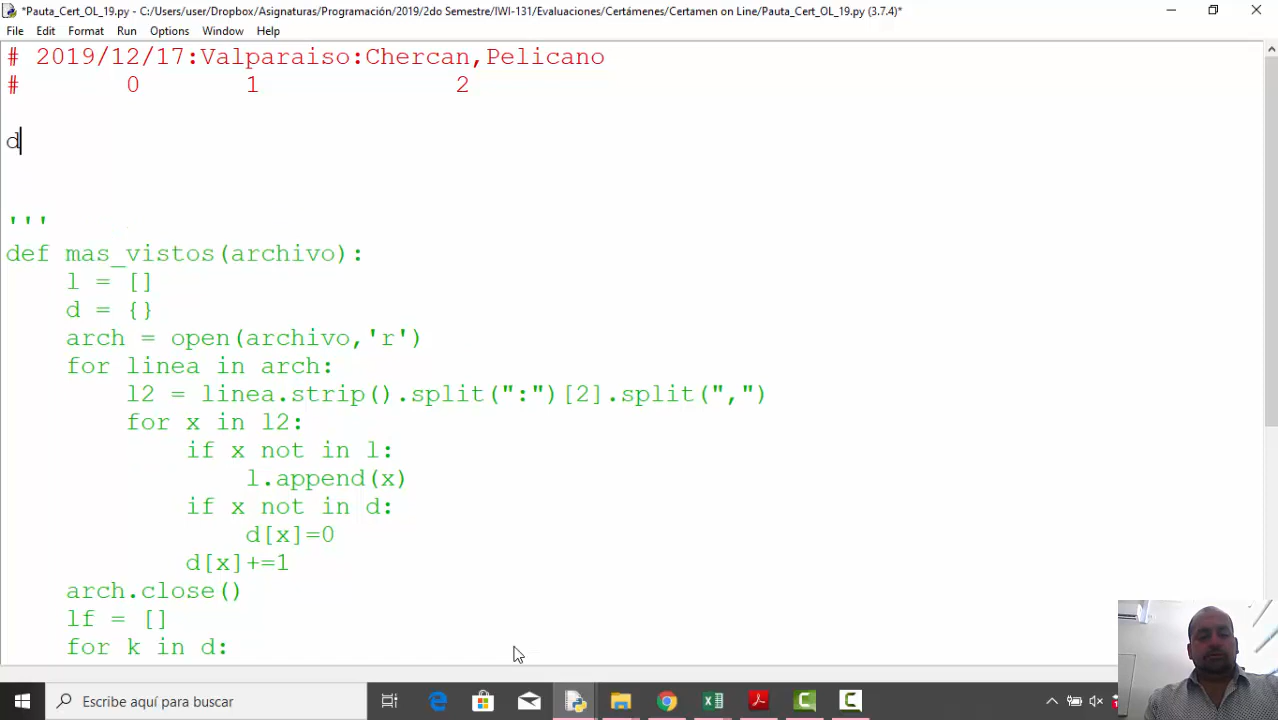 *Pauta_Cert_OL_19.py - C:/Users/user/Dropbox/Asignaturas/Programación/2019/2do Semestre/IWI-131/Evaluaciones/Certámenes/Certamen on Line/Pauta_Cert_OL_19.py (3.7.4)*
File Edit Format Run Options Window Help
# 2019/12/17:Valparaiso:Chercan,Pelicano
# 0 1 2
d
'''
def mas_vistos(archivo):
l = []
d = {}
arch = open(archivo,'r')
for linea in arch:
l2 = linea.strip().split(":")[2].split(",")
for x in l2:
if x not in l:
l.append(x)
if x not in d:
d[x]=0
d[x]+=1
arch.close()
lf = []
for k in d:
Escribe aquí para buscar